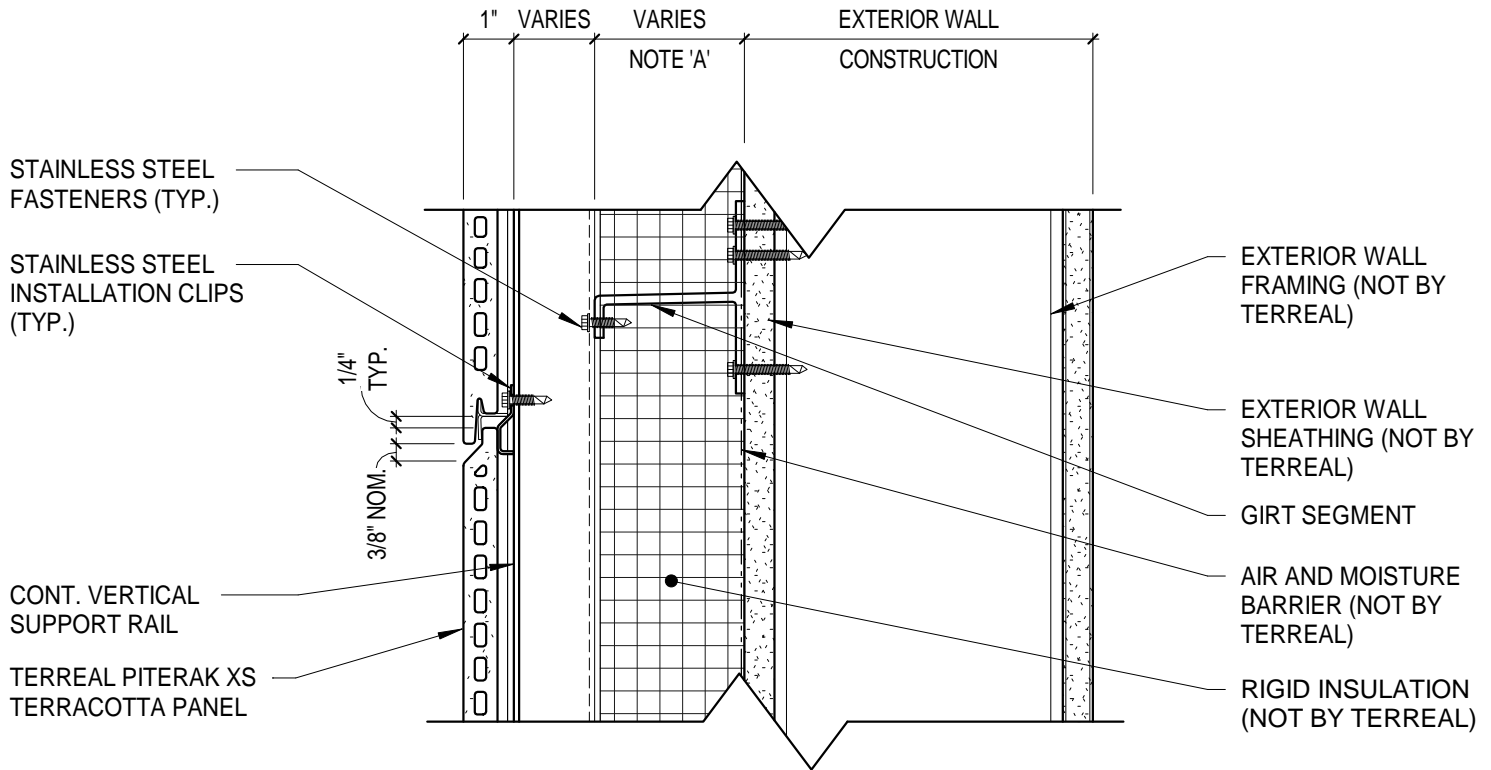 1" VARIES VARIES EXTERIOR WALL
NOTE 'A' CONSTRUCTION
STAINLESS STEEL
FASTENERS (TYP.)
STAINLESS STEEL
INSTALLATION CLIPS
(TYP.)
1/4"
TYP.
3/8" NOM.
CONT. VERTICAL
SUPPORT RAIL
TERREAL PITERAK XS
TERRACOTTA PANEL
EXTERIOR WALL
FRAMING (NOT BY
TERREAL)
EXTERIOR WALL
SHEATHING (NOT BY
TERREAL)
GIRT SEGMENT
AIR AND MOISTURE
BARRIER (NOT BY
TERREAL)
RIGID INSULATION
(NOT BY TERREAL)